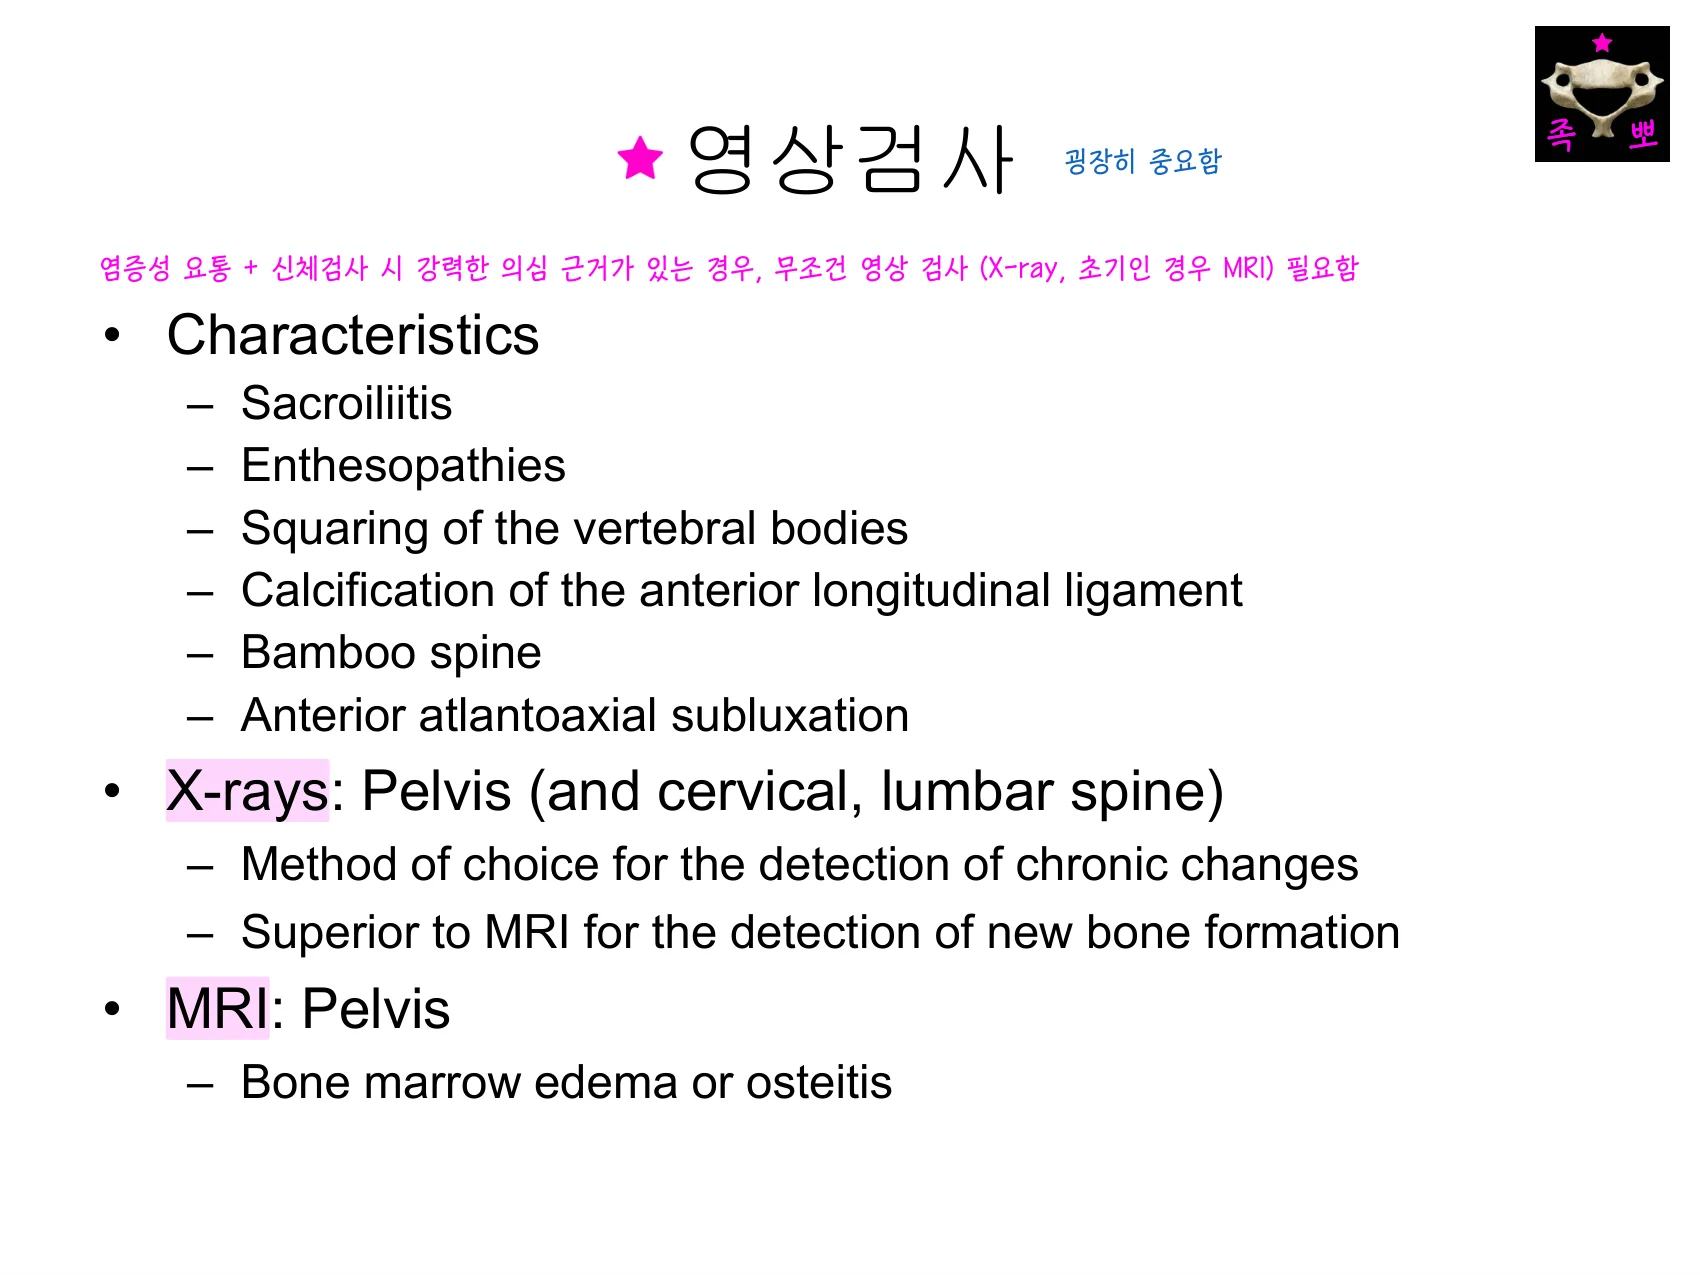 족 뽀
★ 영상검사 굉장히 중요함
염증성 요통 + 신체검사 시 강력한 의심 근거가 있는 경우, 무조건 영상 검사 (X-ray, 초기인 경우 MRI) 필요함
• Characteristics
– Sacroiliitis
– Enthesopathies
– Squaring of the vertebral bodies
– Calcification of the anterior longitudinal ligament
– Bamboo spine
– Anterior atlantoaxial subluxation
• X-rays: Pelvis (and cervical, lumbar spine)
– Method of choice for the detection of chronic changes
– Superior to MRI for the detection of new bone formation
• MRI: Pelvis
– Bone marrow edema or osteitis